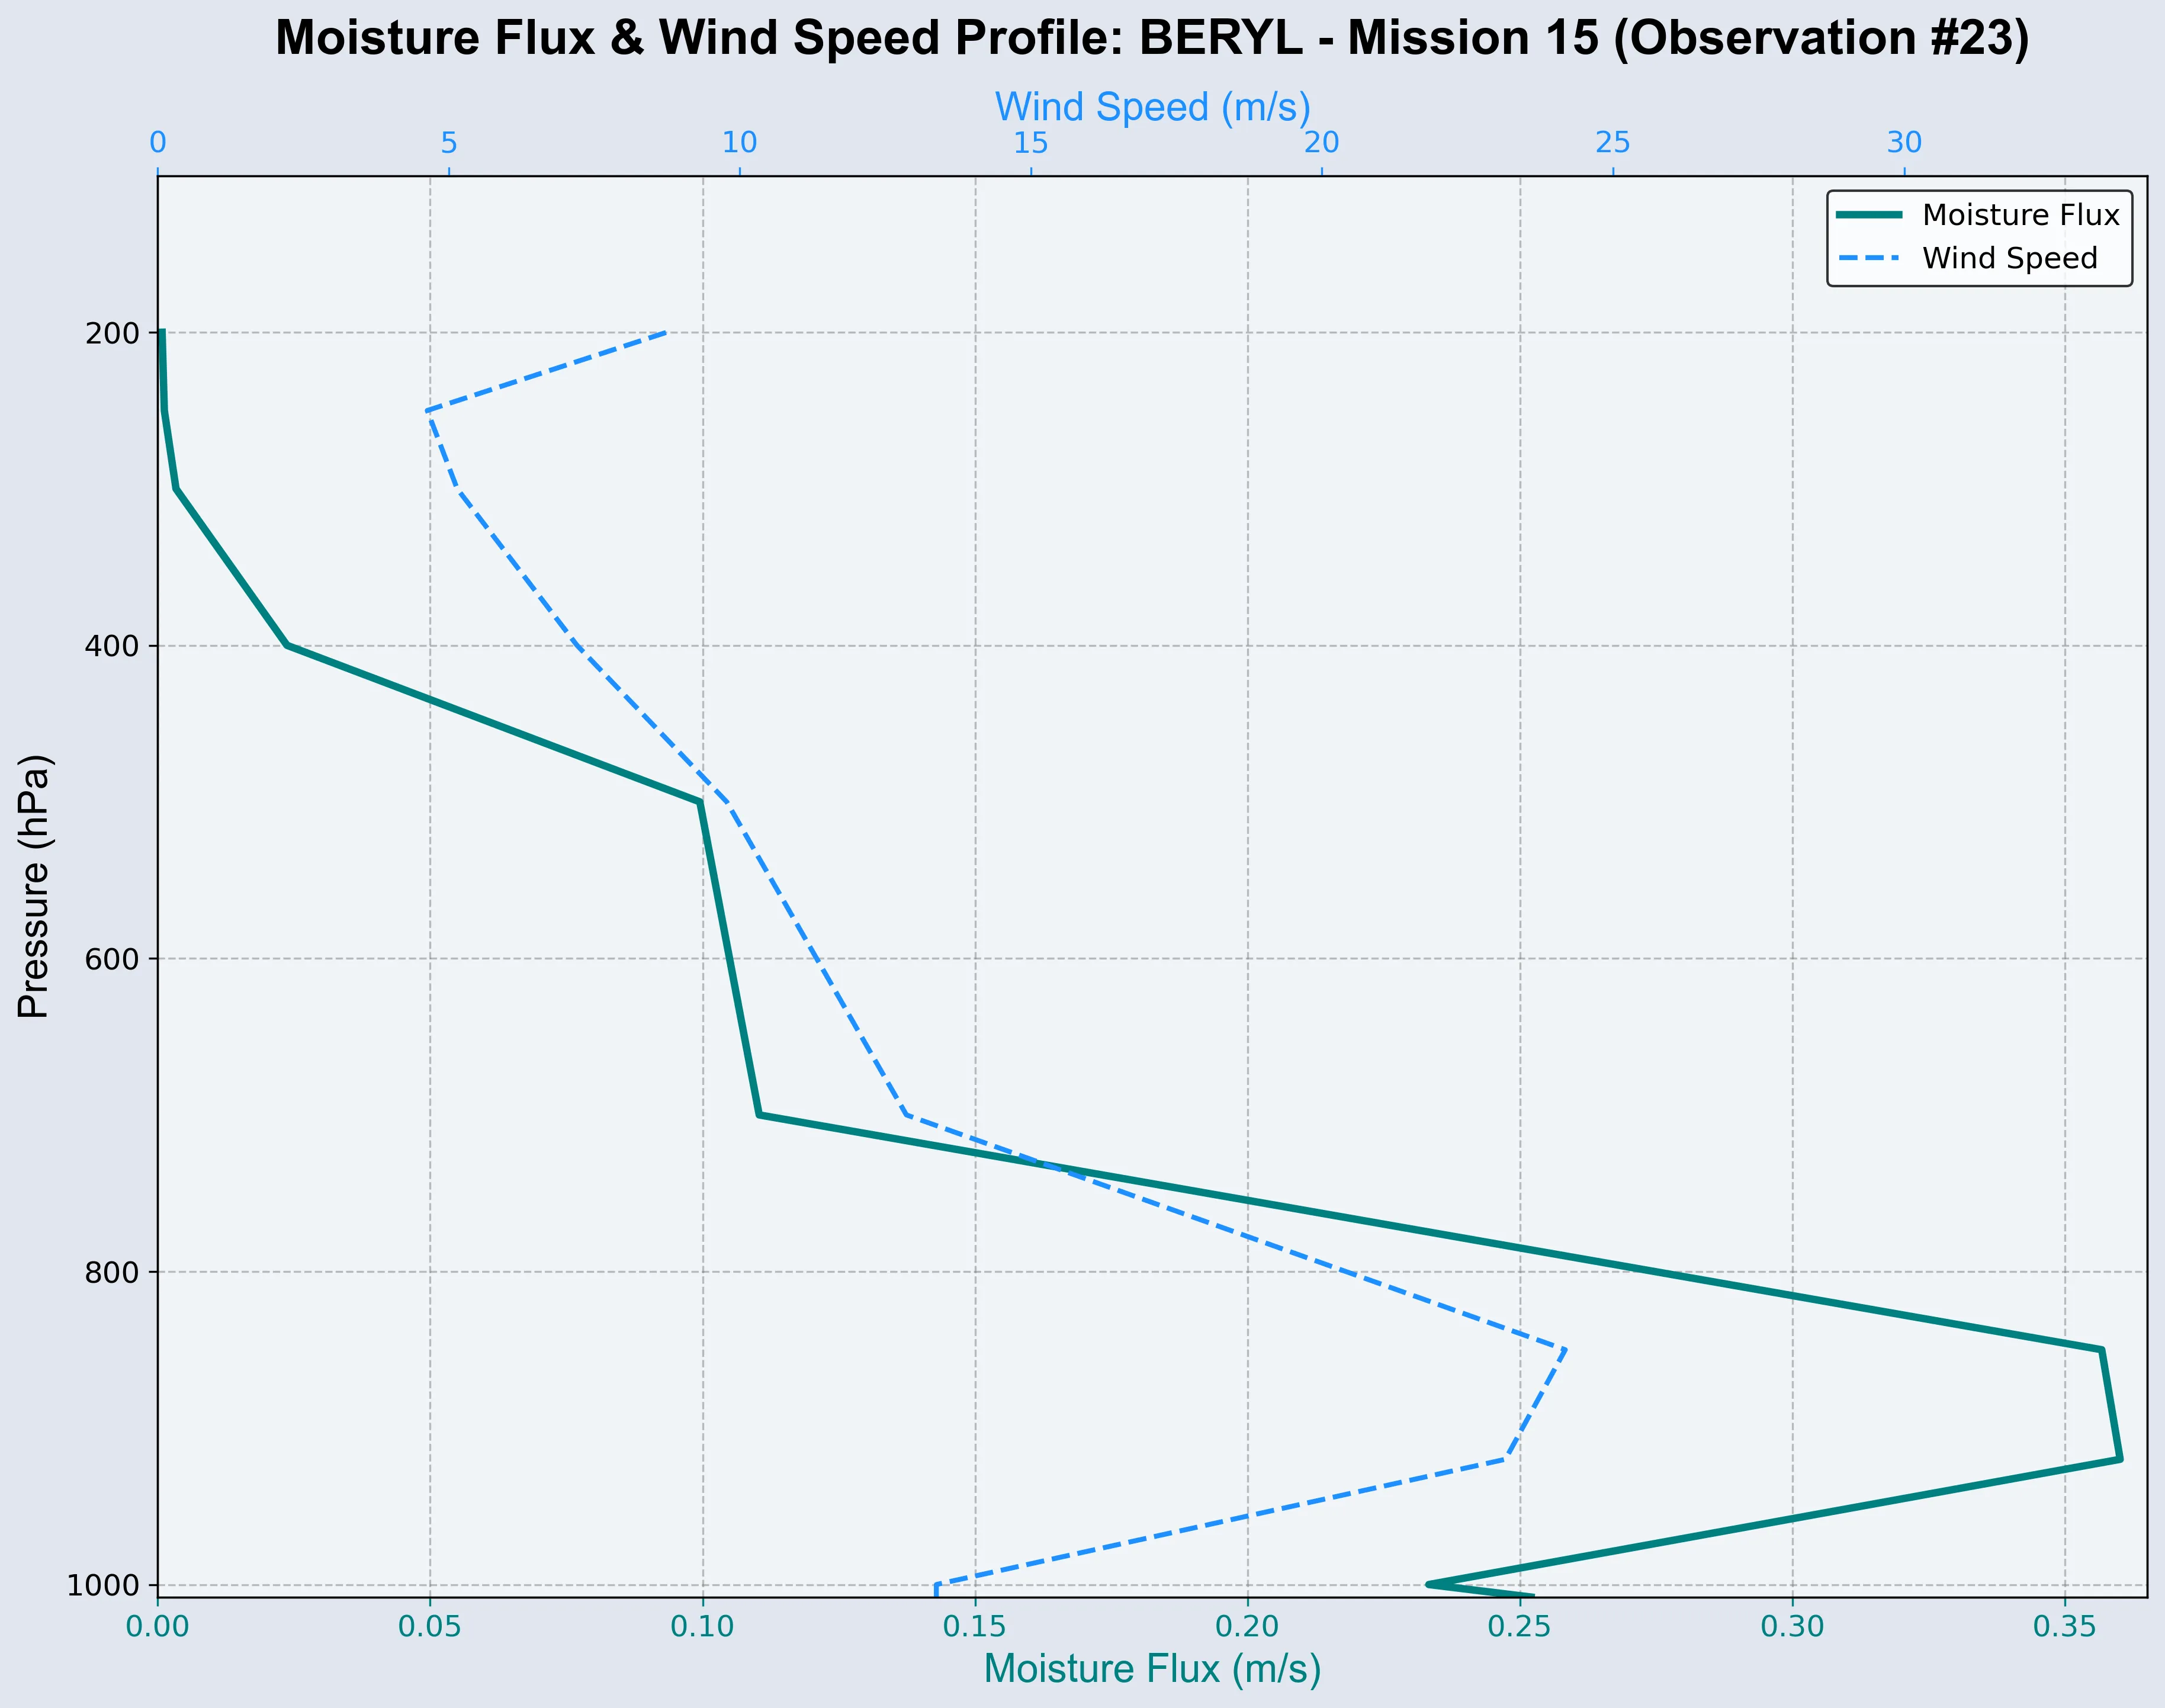 Moisture Flux & Wind Speed Profile: BERYL - Mission 15 (Observation #23)
Wind Speed (m/s)
0 5 10 15 20 25 30
Moisture Flux
Wind Speed
200
400
600
800
1000
Pressure (hPa)
0.00 0.05 0.10 0.15 0.20 0.25 0.30 0.35
Moisture Flux (m/s)